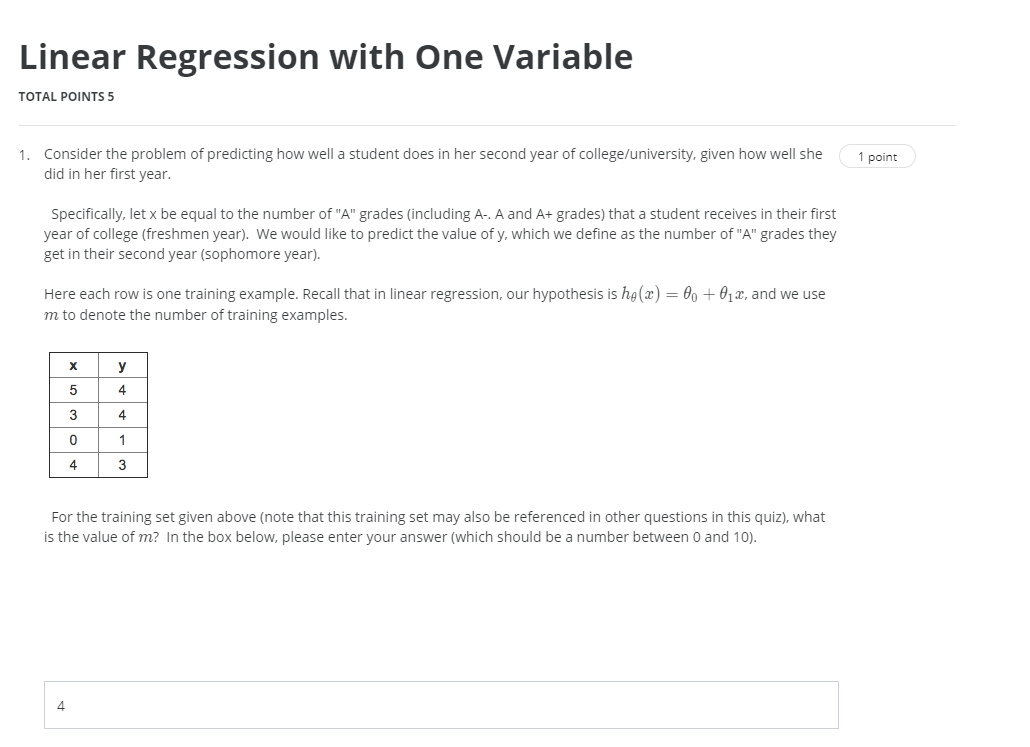 Linear Regression with One Variable
TOTAL POINTS 5
1. Consider the problem of predicting how well a student does in her second year of college/university, given how well she 1 point
did in her first year.
Specifically, let x be equal to the number of "A" grades (including A-. A and A+ grades) that a student receives in their first
year of college (freshmen year). We would like to predict the value of y, which we define as the number of "A" grades they
get in their second year (sophomore year).
Here each row is one training example. Recall that in linear regression, our hypothesis is hθ(x) = θ₀ + θ₁x, and we use
m to denote the number of training examples.
x y
5 4
3 4
0 1
4 3
For the training set given above (note that this training set may also be referenced in other questions in this quiz), what
is the value of m? In the box below, please enter your answer (which should be a number between 0 and 10).
4